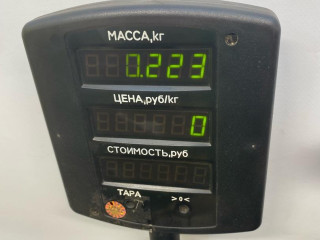 МАССА,кг
0.223
ЦЕНА,руб/кг
0
СТОИМОСТЬ,руб
ТАРА >0<